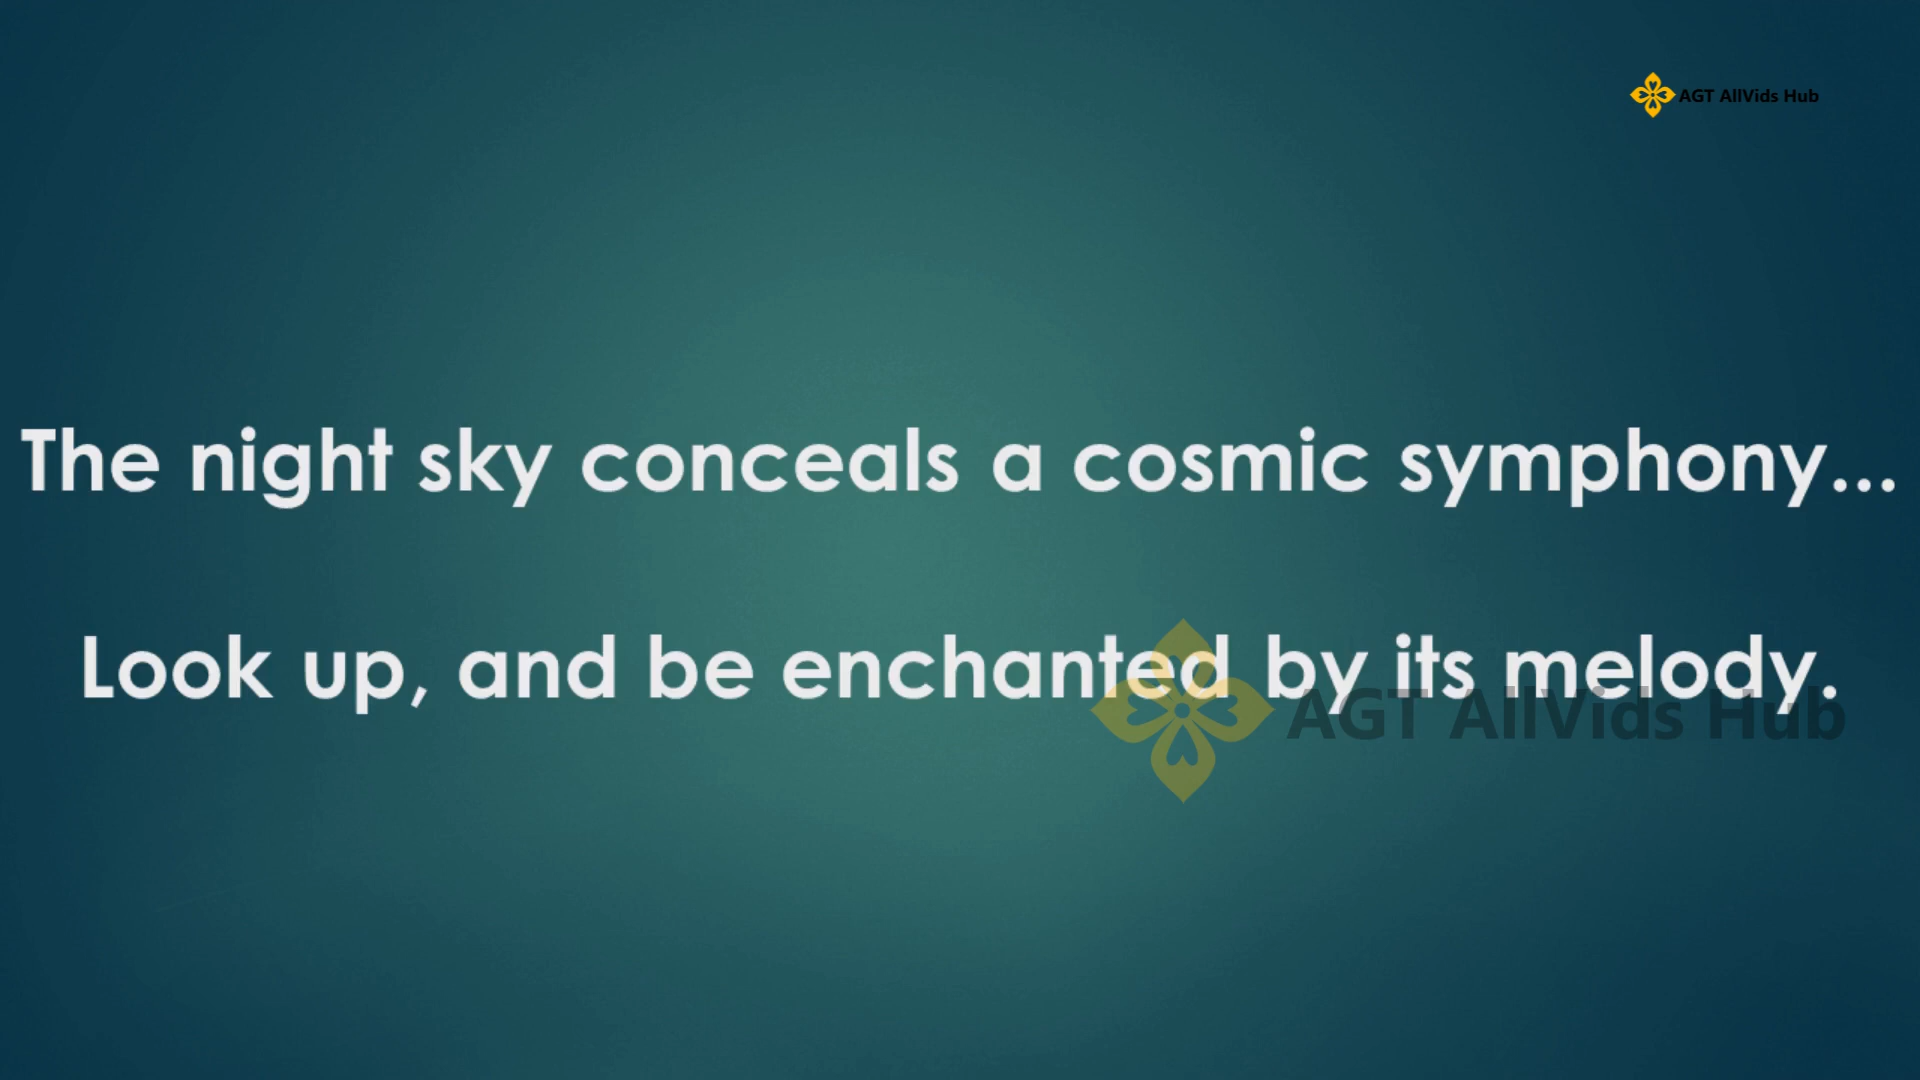 AGT AllVids Hub
The night sky conceals a cosmic symphony...
Look up, and be enchanted by its melody.
AGT AllVids Hub